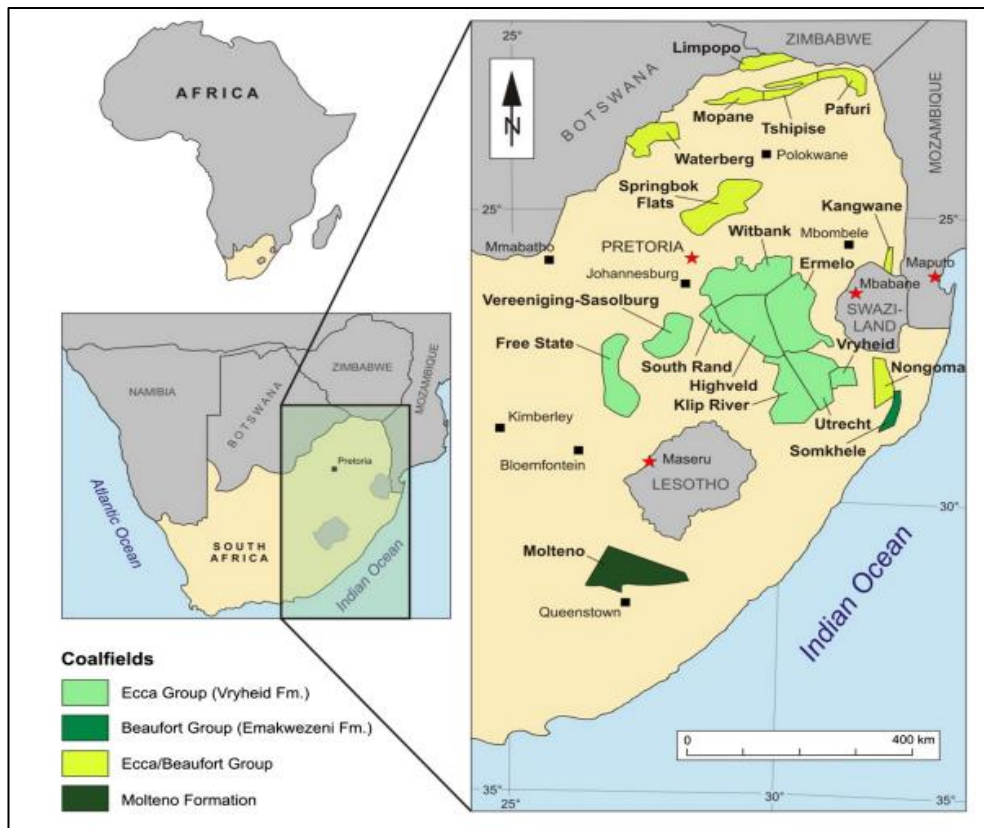 AFRICA
NAMIBIA
BOTSWANA
ZIMBABWE
MOZAMBIQUE
Pretoria
Atlantic Ocean
SOUTH
AFRICA
Indian Ocean
Coalfields
Ecca Group (Vryheid Fm.)
Beaufort Group (Emakwezeni Fm.)
Ecca/Beaufort Group
Molteno Formation
25°
30°
Limpopo
ZIMBABWE
N
BOTSWANA
Mopane
Tshipise
Pafuri
MOZAMBIQUE
Waterberg
Polokwane
Springbok
Flats
25°
25°
Kangwane
Witbank
Mbombele
Mmabatho
PRETORIA
Johannesburg
Ermelo
Maputo
Mbabane
SWAZI-
LAND
Vereeniging-Sasolburg
Free State
South Rand
Highveld
Klip River
Vryheid
Nongoma
Utrecht
Somkhele
Kimberley
Bloemfontein
Maseru
LESOTHO
30°
Molteno
Queenstown
Indian Ocean
0
400 km
35°
25°
30°
35°